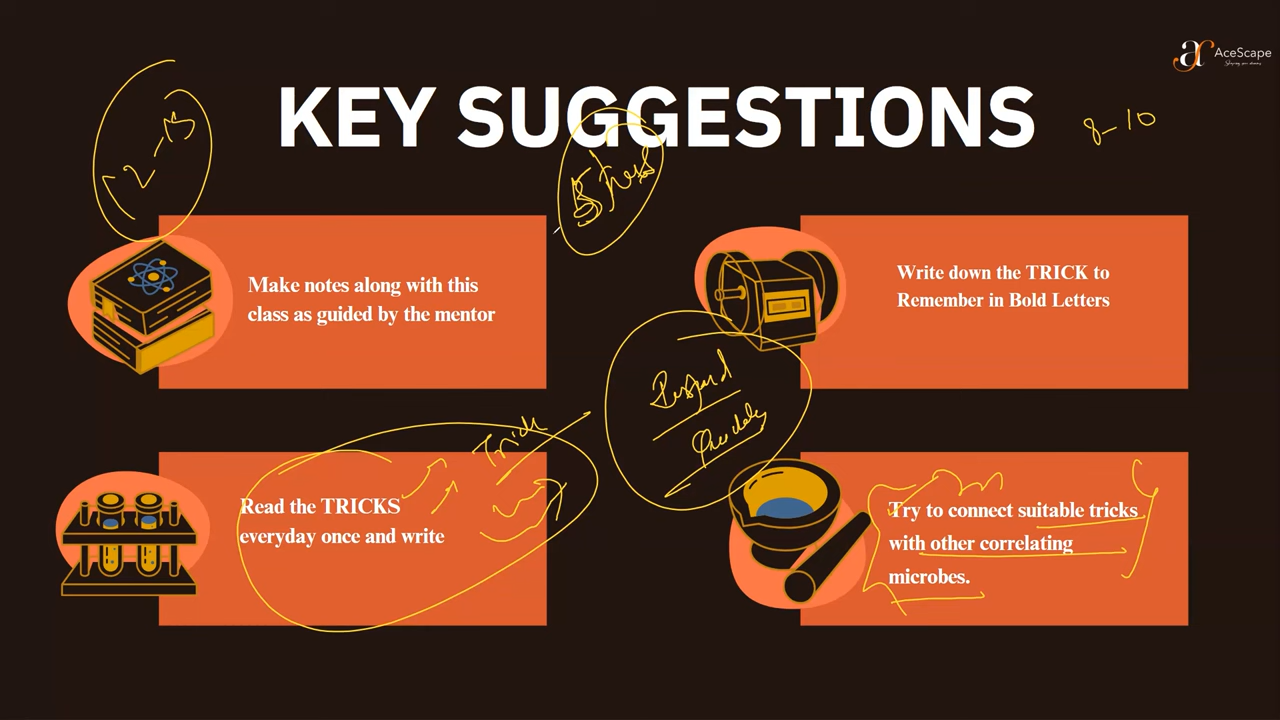 AceScape
KEY SUGGESTIONS
8-10
Stress
Make notes along with this
class as guided by the mentor
Write down the TRICK to
Remember in Bold Letters
Trick
Read the TRICKS
everyday once and write
Try to connect suitable tricks
with other correlating
microbes.